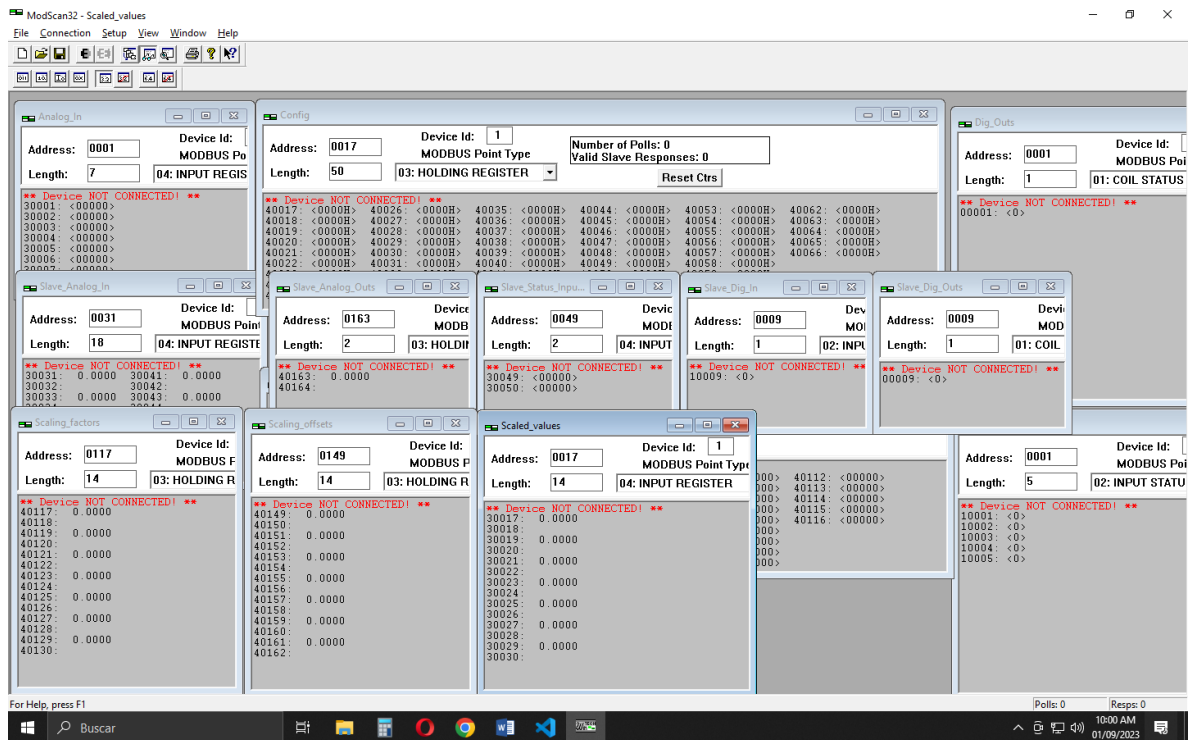 ModScan32 - Scaled_values
File Connection Setup View Window Help
Analog_In
Address: 0001
Device Id:
MODBUS Po
Length: 7
04: INPUT REGIS
** Device NOT CONNECTED! **
30001: <00000>
30002: <00000>
30003: <00000>
30004: <00000>
30005: <00000>
30006: <00000>
30007: <00000>
Config
Address: 0017
Device Id: 1
MODBUS Point Type
Length: 50
03: HOLDING REGISTER
Number of Polls: 0
Valid Slave Responses: 0
Reset Ctrs
** Device NOT CONNECTED! **
40017: <0000H> 40026: <0000H> 40035: <0000H> 40044: <0000H> 40053: <0000H> 40062: <0000H>
40018: <0000H> 40027: <0000H> 40036: <0000H> 40045: <0000H> 40054: <0000H> 40063: <0000H>
40019: <0000H> 40028: <0000H> 40037: <0000H> 40046: <0000H> 40055: <0000H> 40064: <0000H>
40020: <0000H> 40029: <0000H> 40038: <0000H> 40047: <0000H> 40056: <0000H> 40065: <0000H>
40021: <0000H> 40030: <0000H> 40039: <0000H> 40048: <0000H> 40057: <0000H> 40066: <0000H>
40022: <0000H> 40031: <0000H> 40040: <0000H> 40049: <0000H> 40058: <0000H>
Dig_Outs
Address: 0001
Device Id:
MODBUS Poi
Length: 1
01: COIL STATUS
** Device NOT CONNECTED! **
00001: <0>
Slave_Analog_In
Address: 0031
Device Id:
MODBUS Point
Length: 18
04: INPUT REGISTE
** Device NOT CONNECTED! **
30031: 0.0000 30041: 0.0000
30032: 30042:
30033: 0.0000 30043: 0.0000
Slave_Analog_Outs
Address: 0163
Device
MODB
Length: 2
03: HOLDIN
** Device NOT CONNECTED! **
40163: 0.0000
40164:
Slave_Status_Inpu...
Address: 0049
Devic
MODE
Length: 2
04: INPUT
** Device NOT CONNECTED! **
30049: <00000>
30050: <00000>
Slave_Dig_In
Address: 0009
Dev
MO
Length: 1
02: INPU
** Device NOT CONNECTED! **
10009: <0>
Slave_Dig_Outs
Address: 0009
Devi
MOD
Length: 1
01: COIL
** Device NOT CONNECTED! **
00009: <0>
Scaling_factors
Address: 0117
Device Id:
MODBUS F
Length: 14
03: HOLDING R
** Device NOT CONNECTED! **
40117: 0.0000
40118:
40119: 0.0000
40120:
40121: 0.0000
40122:
40123: 0.0000
40124:
40125: 0.0000
40126:
40127: 0.0000
40128:
40129: 0.0000
40130:
Scaling_offsets
Address: 0149
Device Id:
MODBUS P
Length: 14
03: HOLDING R
** Device NOT CONNECTED! **
40149: 0.0000
40150:
40151: 0.0000
40152:
40153: 0.0000
40154:
40155: 0.0000
40156:
40157: 0.0000
40158:
40159: 0.0000
40160:
40161: 0.0000
40162:
Scaled_values
Address: 0017
Device Id: 1
MODBUS Point Type
Length: 14
04: INPUT REGISTER
** Device NOT CONNECTED! **
30017: 0.0000
30018:
30019: 0.0000
30020:
30021: 0.0000
30022:
30023: 0.0000
30024:
30025: 0.0000
30026:
30027: 0.0000
30028:
30029: 0.0000
30030:
000> 40112: <00000>
000> 40113: <00000>
000> 40114: <00000>
000> 40115: <00000>
000> 40116: <00000>
000>
000>
000>
000>
Address: 0001
Device Id:
MODBUS Poi
Length: 5
02: INPUT STATU
** Device NOT CONNECTED! **
10001: <0>
10002: <0>
10003: <0>
10004: <0>
10005: <0>
For Help, press F1
Polls: 0 Resps: 0
Buscar
10:00 AM
01/09/2023